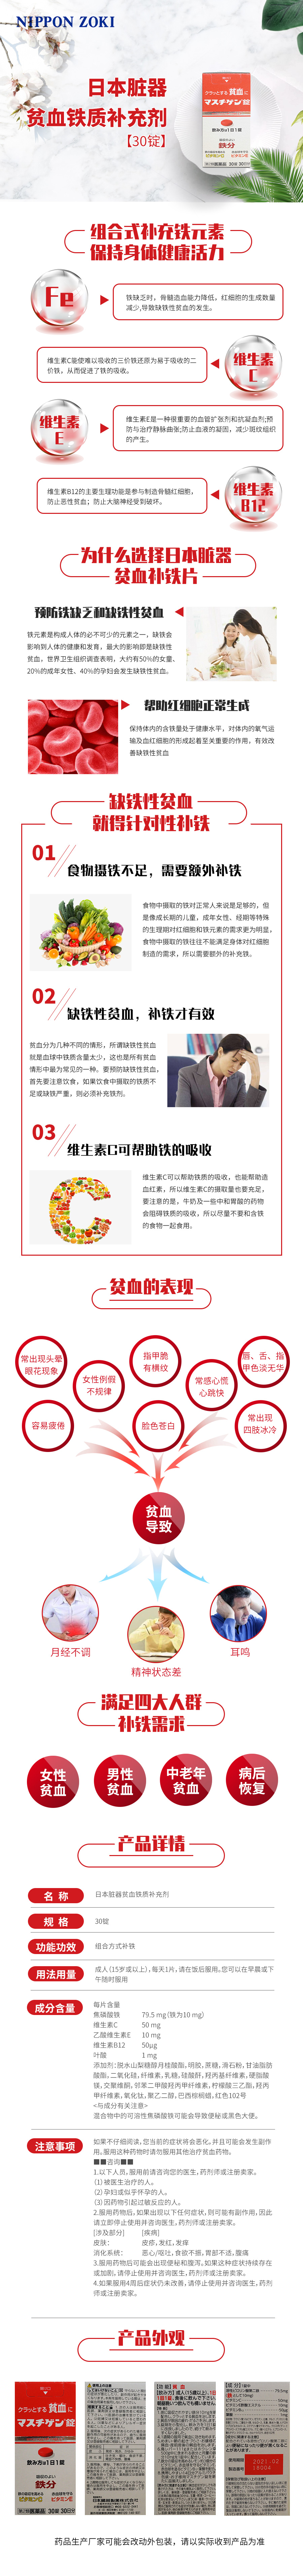 NIPPON ZOKI
日本脏器
贫血铁质补充剂
【30锭】
クラッとする 貧血に
マスチゲン錠
飲み方は1日1錠
鉄分
30錠 30日分
组合式补充铁元素
保持身体健康活力
Fe
铁缺乏时，骨髓造血能力降低，红细胞的生成数量
减少,导致缺铁性贫血的发生。
维生素C能使难以吸收的三价铁还原为易于吸收的二
价铁，从而促进了铁的吸收。
维生素
C
维生素
E
维生素E是一种很重要的血管扩张剂和抗凝血剂;预
防与治疗静脉曲张;防止血液的凝固，减少斑纹组织
的产生。
维生素B12的主要生理功能是参与制造骨髓红细胞，
防止恶性贫血；防止大脑神经受到破坏。
维生素
B12
为什么选择日本脏器
贫血补铁片
预防铁缺乏和缺铁性贫血
铁元素是构成人体的必不可少的元素之一，缺铁会
影响到人体的健康和发育，最大的影响即是缺铁性
贫血，世界卫生组织调查表明，大约有50％的女童、
20％的成年女性、40％的孕妇会发生缺铁性贫血。
帮助红细胞正常生成
保持体内的含铁量处于健康水平，对体内的氧气运
输及血红细胞的形成起着至关重要的作用，有效改
善缺铁性贫血
缺铁性贫血
就得针对性补铁
01
食物摄铁不足，需要额外补铁
食物中摄取的铁对正常人来说是足够的，但
是像成长期的儿童，成年女性、经期等特殊
的生理期对红细胞和铁元素的需求更为明显，
食物中摄取的铁往往不能满足身体对红细胞
制造的需求，所以需要额外的补充铁。
02
缺铁性贫血，补铁才有效
贫血分为几种不同的情形，所谓缺铁性贫血
就是血球中铁质含量太少，这也是所有贫血
情形中最为常见的一种。要预防缺铁性贫血，
首先要注意饮食，如果饮食中摄取的铁质不
足或缺铁严重，则必须补充铁剂。
03
维生素C可帮助铁的吸收
维生素C可以帮助铁质的吸收，也能帮助造
血红素，所以维生素C的摄取量也要充足，
要注意的是，牛奶及一些中和胃酸的药物
会阻碍铁质的吸收，所以尽量不要和含铁
的食物一起食用。
贫血的表现
常出现头晕
眼花现象
女性例假
不规律
指甲脆
有横纹
常感心慌
心跳快
唇、舌、指
甲色淡无华
容易疲倦
脸色苍白
常出现
四肢冰冷
贫血
导致
月经不调
精神状态差
耳鸣
满足四大人群
补铁需求
女性
贫血
男性
贫血
中老年
贫血
病后
恢复
产品详情
名 称 日本脏器贫血铁质补充剂
规 格 30锭
功能功效 组合方式补铁
用法用量 成人(15岁或以上),每天1片,请在饭后服用。您可以在早晨或下
午随时服用
成分含量 每片含量
焦磷酸铁 79.5 mg(铁为10 mg)
维生素C 50 mg
乙酸维生素E 10 mg
维生素B12 50μg
叶酸 1 mg
添加剂:脱水山梨糖醇月桂酸酯,明胶,蔗糖,滑石粉,甘油脂肪
酸酯,二氧化硅,纤维素,乳糖,硅酸酐,羟丙基纤维素,硬脂酸
镁,交聚维酮,邻苯二甲酸羟丙甲纤维素,柠檬酸三乙酯,羟丙
甲纤维素,氧化钛,聚乙二醇,巴西棕榈蜡,红色102号
<与成分有关注意>
混合物中的可溶性焦磷酸铁可能会导致便秘或黑色大便。
注意事项 如果不仔细阅读,您当前的症状将会恶化,并且可能会发生副作
用。服用这种药物时请勿服用其他治疗贫血药物。
■■咨询■■
1.以下人员,服用前请咨询您的医生,药剂师或注册卖家。
(1)被医生治疗的人。
(2)孕妇或似乎怀孕的人。
(3)因药物引起过敏反应的人。
2.服用药物后,如果出现以下任何症状,则可能有副作用,因此
请立即停止使用并咨询医生,药剂师或注册卖家。
[涉及部分] [疾病]
皮肤: 皮疹,发红,发痒
消化系统: 恶心/呕吐,食欲不振,胃部不适,腹痛
3.服用药物后可能会出现便秘和腹泻,如果这种症状持续存在
或加剧,请停止使用并咨询医生,药剂师或注册卖家。
4.如果服用4周后症状仍未改善,请停止使用并咨询医生,药剂
师或注册卖家。
产品外观
クラッとする 貧血に
マスチゲン錠
飲み方は1日1錠
鉄分
30錠 30日分
药品生产厂家可能会改动外包装，请以实际收到产品为准